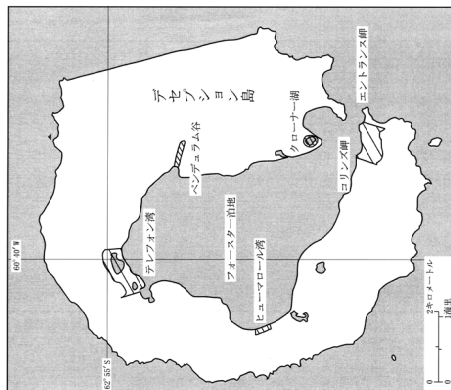 デセプション島
エントランス岬
クローナー湖
コリンズ岬
ペンデュラム谷
フォースター泊地
テレフォン湾
ヒューマロール湾
60°40′W
62°55′S
0
2キロメートル
0
1海里